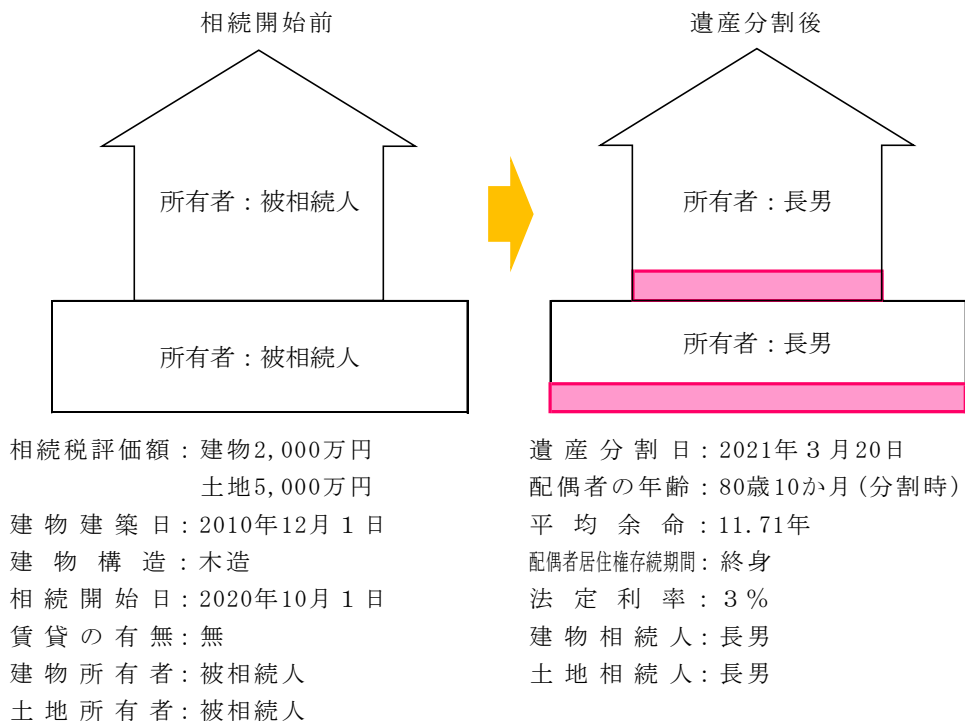 相続開始前
所有者：被相続人
所有者：被相続人
相続税評価額：建物2,000万円
土地5,000万円
建物建築日：2010年12月１日
建物構造：木造
相続開始日：2020年10月１日
賃貸の有無：無
建物所有者：被相続人
土地所有者：被相続人
遺産分割後
所有者：長男
所有者：長男
遺産分割日：2021年３月20日
配偶者の年齢：80歳10か月(分割時)
平均余命：11.71年
配偶者居住権存続期間：終身
法定利率：３％
建物相続人：長男
土地相続人：長男